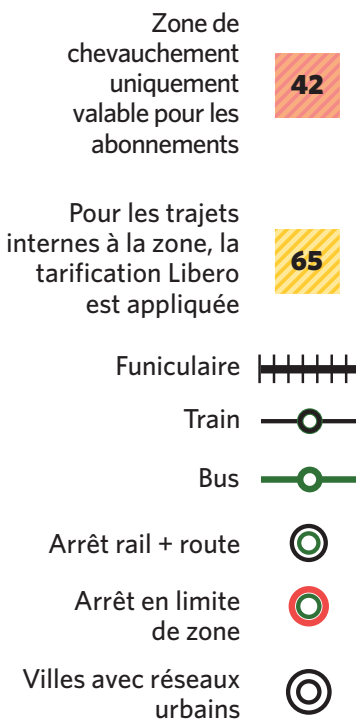 Zone de
chevauchement
uniquement
valable pour les
abonnements
42
Pour les trajets
internes à la zone, la
tarification Libero
est appliquée
65
Funiculaire
Train
Bus
Arrêt rail + route
Arrêt en limite
de zone
Villes avec réseaux
urbains